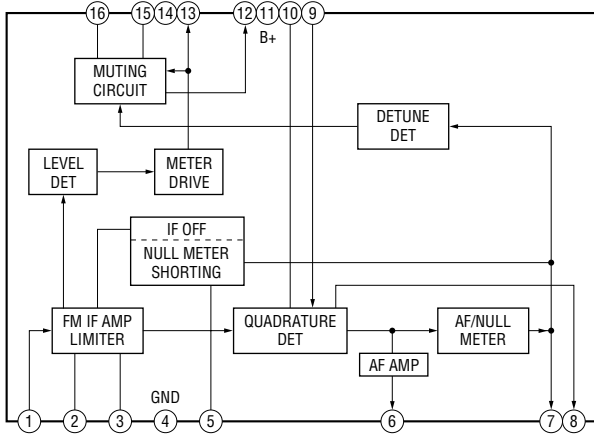 16 15 14 13 12 11 10 9
B+
MUTING
CIRCUIT
DETUNE
DET
LEVEL
DET
METER
DRIVE
IF OFF
NULL METER
SHORTING
FM IF AMP
LIMITER
QUADRATURE
DET
AF/NULL
METER
AF AMP
GND
1 2 3 4 5 6 7 8